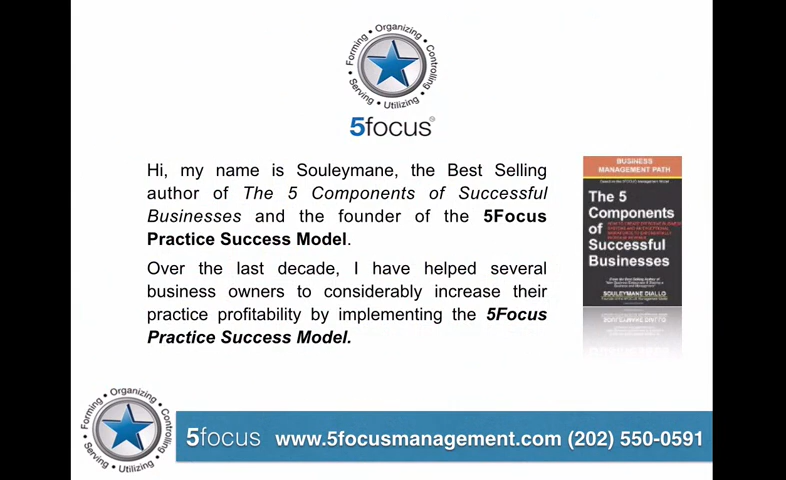 Forming • Organizing • Controlling • Utilizing • Serving
5focus
Hi, my name is Souleymane, the Best Selling
author of The 5 Components of Successful
Businesses and the founder of the 5Focus
Practice Success Model.
Over the last decade, I have helped several
business owners to considerably increase their
practice profitability by implementing the 5Focus
Practice Success Model.
BUSINESS
MANAGEMENT PATH
The 5
Components
of
Successful
Businesses
SOULEYMANE DIALLO
Forming • Organizing • Controlling • Utilizing • Serving
5focus www.5focusmanagement.com (202) 550-0591